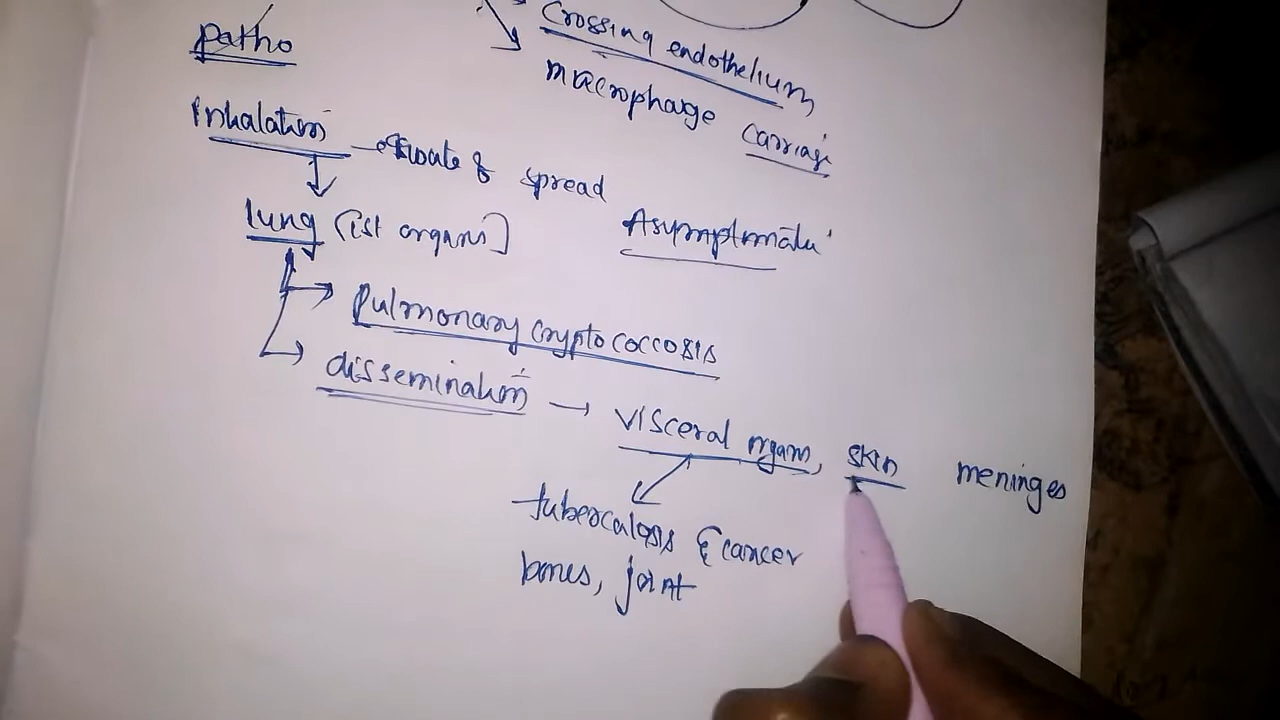 Crossing endothelium
patho
macrophage carriage
Inhalation → Route of spread
lung (1st organs] Asymptomatic
pulmonary cryptococcosis
dissemination → visceral organs, skin meninges
tuberculosis & cancer
bones, joint